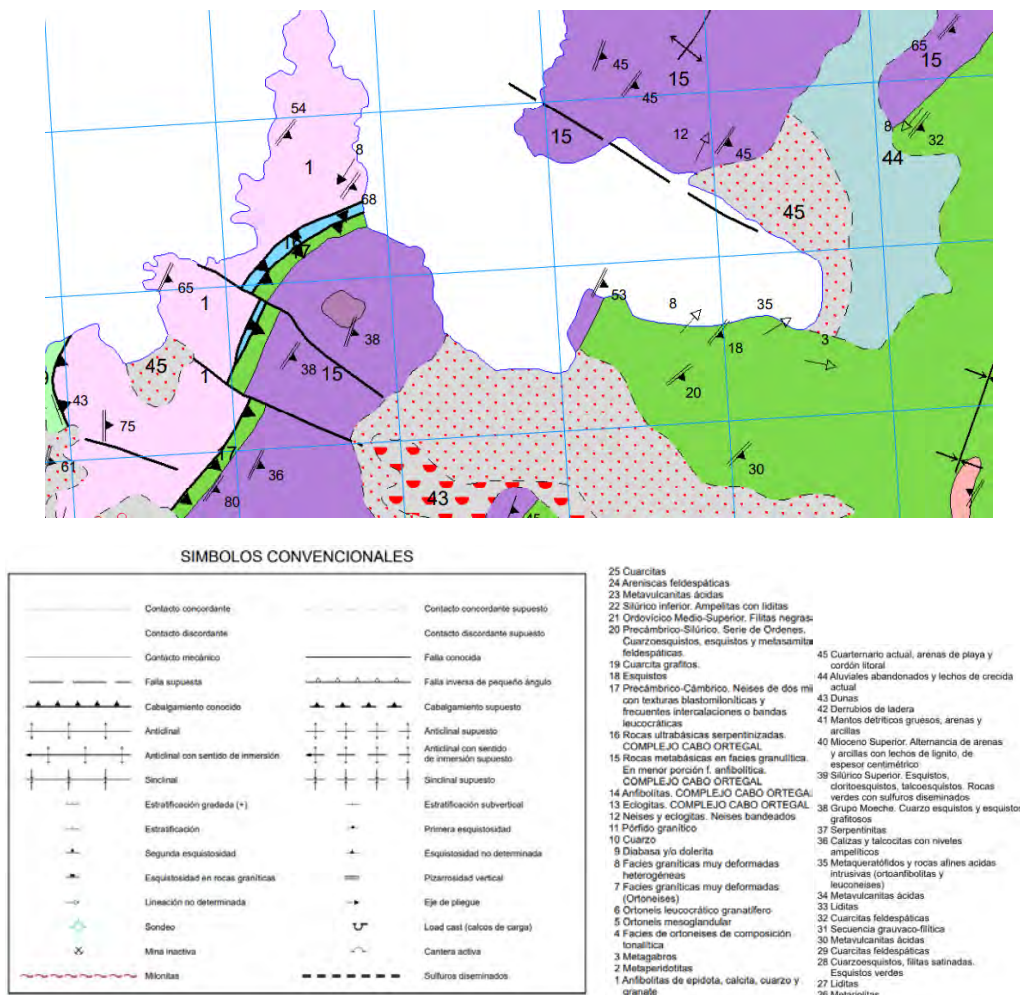 54
8
1
68
16
17
65
1
45
1
43
75
61
17
80
36
38
38
15
43
45
45
15
45
12
45
15
65
15
8
32
44
45
53
8
35
18
3
20
30
SIMBOLOS CONVENCIONALES
Contacto concordante
Contacto concordante supuesto
Contacto discordante
Contacto discordante supuesto
Contacto mecánico
Falla conocida
Falla supuesta
Falla inversa de pequeño ángulo
Cabalgamiento conocido
Cabalgamiento supuesto
Anticlinal
Anticlinal supuesto
Anticlinal con sentido de inmersión
Anticlinal con sentido
de inmersión supuesto
Sinclinal
Sinclinal supuesto
Estratificación gradada (+)
Estratificación subvertical
Estratificación
Primera esquistosidad
Segunda esquistosidad
Esquistosidad no determinada
Esquistosidad en rocas graníticas
Pizarrosidad vertical
Lineación no determinada
Eje de pliegue
Sondeo
Load cast (calcos de carga)
Mina inactiva
Cantera activa
Milonitas
Sulfuros diseminados
25 Cuarcitas
24 Areniscas feldespáticas
23 Metavulcanitas ácidas
22 Silúrico inferior. Ampelitas con liditas
21 Ordovícico Medio-Superior. Filitas negras
20 Precámbrico-Silúrico. Serie de Ordenes.
Cuarzoesquistos, esquistos y metasamita
feldespáticas.
19 Cuarcita grafitos.
18 Esquistos
17 Precámbrico-Cámbrico. Neises de dos mi
con texturas blastomiloníticas y
frecuentes intercalaciones o bandas
leucocráticas
16 Rocas ultrabásicas serpentinizadas.
COMPLEJO CABO ORTEGAL
15 Rocas metabásicas en facies granulítica.
En menor porción f. anfibolítica.
COMPLEJO CABO ORTEGAL
14 Anfibolitas. COMPLEJO CABO ORTEGAL
13 Eclogitas. COMPLEJO CABO ORTEGAL
12 Neises y eclogitas. Neises bandeados
11 Pórfido granítico
10 Cuarzo
9 Diabasa y/o dolerita
8 Facies graníticas muy deformadas
heterogéneas
7 Facies graníticas muy deformadas
(Ortoneises)
6 Ortoneis leucocrático granatífero
5 Ortoneis mesoglandular
4 Facies de ortoneises de composición
tonalítica
3 Metagabros
2 Metaperidotitas
1 Anfibolitas de epidota, calcita, cuarzo y
granate
45 Cuarternario actual, arenas de playa y
cordón litoral
44 Aluviales abandonados y lechos de crecida
actual
43 Dunas
42 Derrubios de ladera
41 Mantos detríticos gruesos, arenas y
arcillas
40 Mioceno Superior. Alternancia de arenas
y arcillas con lechos de lignito, de
espesor centimétrico
39 Silúrico Superior. Esquistos,
cloritoesquistos, talcoesquistos. Rocas
verdes con sulfuros diseminados
38 Grupo Moeche. Cuarzo esquistos y esquistos
grafitosos
37 Serpentinitas
36 Calizas y talcocitas con niveles
ampelíticos
35 Metaqueratófidos y rocas afines acidas
intrusivas (ortoanfibolitas y
leuconeises)
34 Metavulcanitas ácidas
33 Liditas
32 Cuarcitas feldespáticas
31 Secuencia grauvaco-filítica
30 Metavulcanitas ácidas
29 Cuarcitas feldespáticas
28 Cuarzoesquistos, filitas satinadas.
Esquistos verdes
27 Liditas
26 Metariolitas